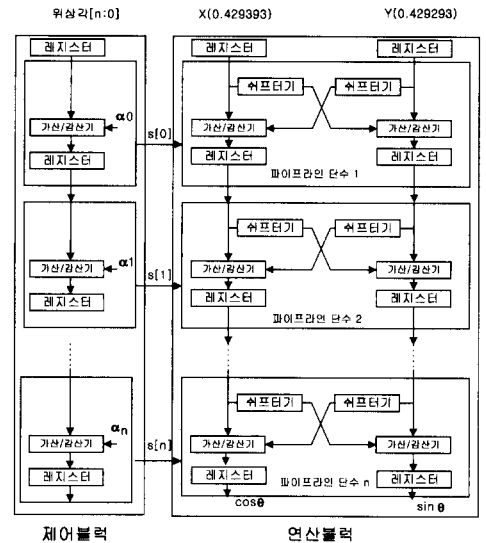 위상각[n:0] X(0.429393) Y(0.429293)
레지스터 레지스터 레지스터
쉬프터기 쉬프터기
α0
가산/감산기 s[0] 가산/감산기 가산/감산기
레지스터 레지스터 레지스터
파이프라인 단수 1
쉬프터기 쉬프터기
α1
가산/감산기 s[1] 가산/감산기 가산/감산기
레지스터 레지스터 레지스터
파이프라인 단수 2
쉬프터기 쉬프터기
αn
가산/감산기 s[n] 가산/감산기 가산/감산기
레지스터 레지스터 레지스터
파이프라인 단수 n
cosθ sinθ
제어블럭 연산블럭